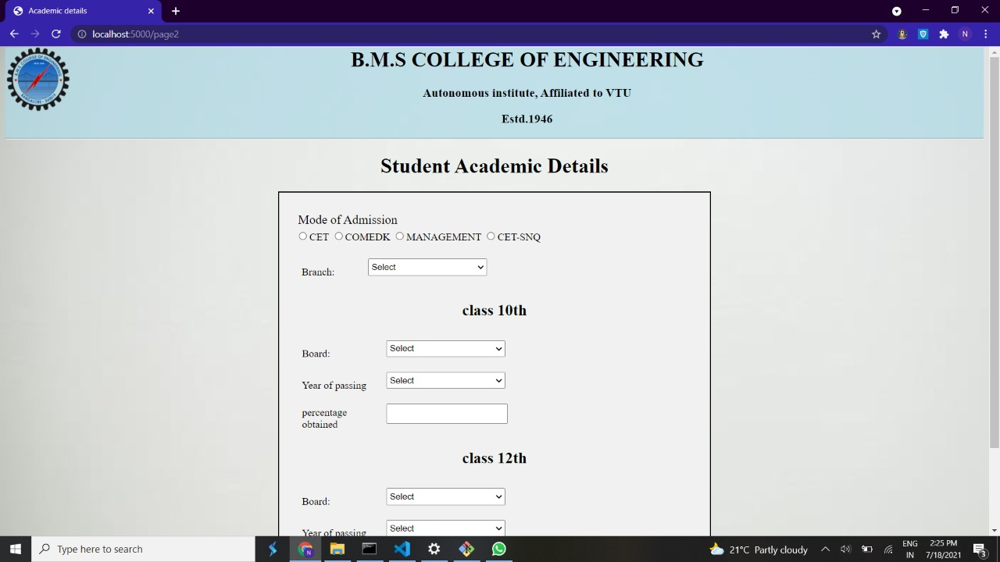 Academic details
localhost:5000/page2
N
B.M.S COLLEGE OF ENGINEERING
Autonomous institute, Affiliated to VTU
Estd.1946
Student Academic Details
Mode of Admission
CET COMEDK MANAGEMENT CET-SNQ
Branch: Select
class 10th
Board: Select
Year of passing Select
percentage
obtained
class 12th
Board: Select
Year of passing Select
Type here to search
N
21°C Partly cloudy
ENG
IN
2:25 PM
7/18/2021
3